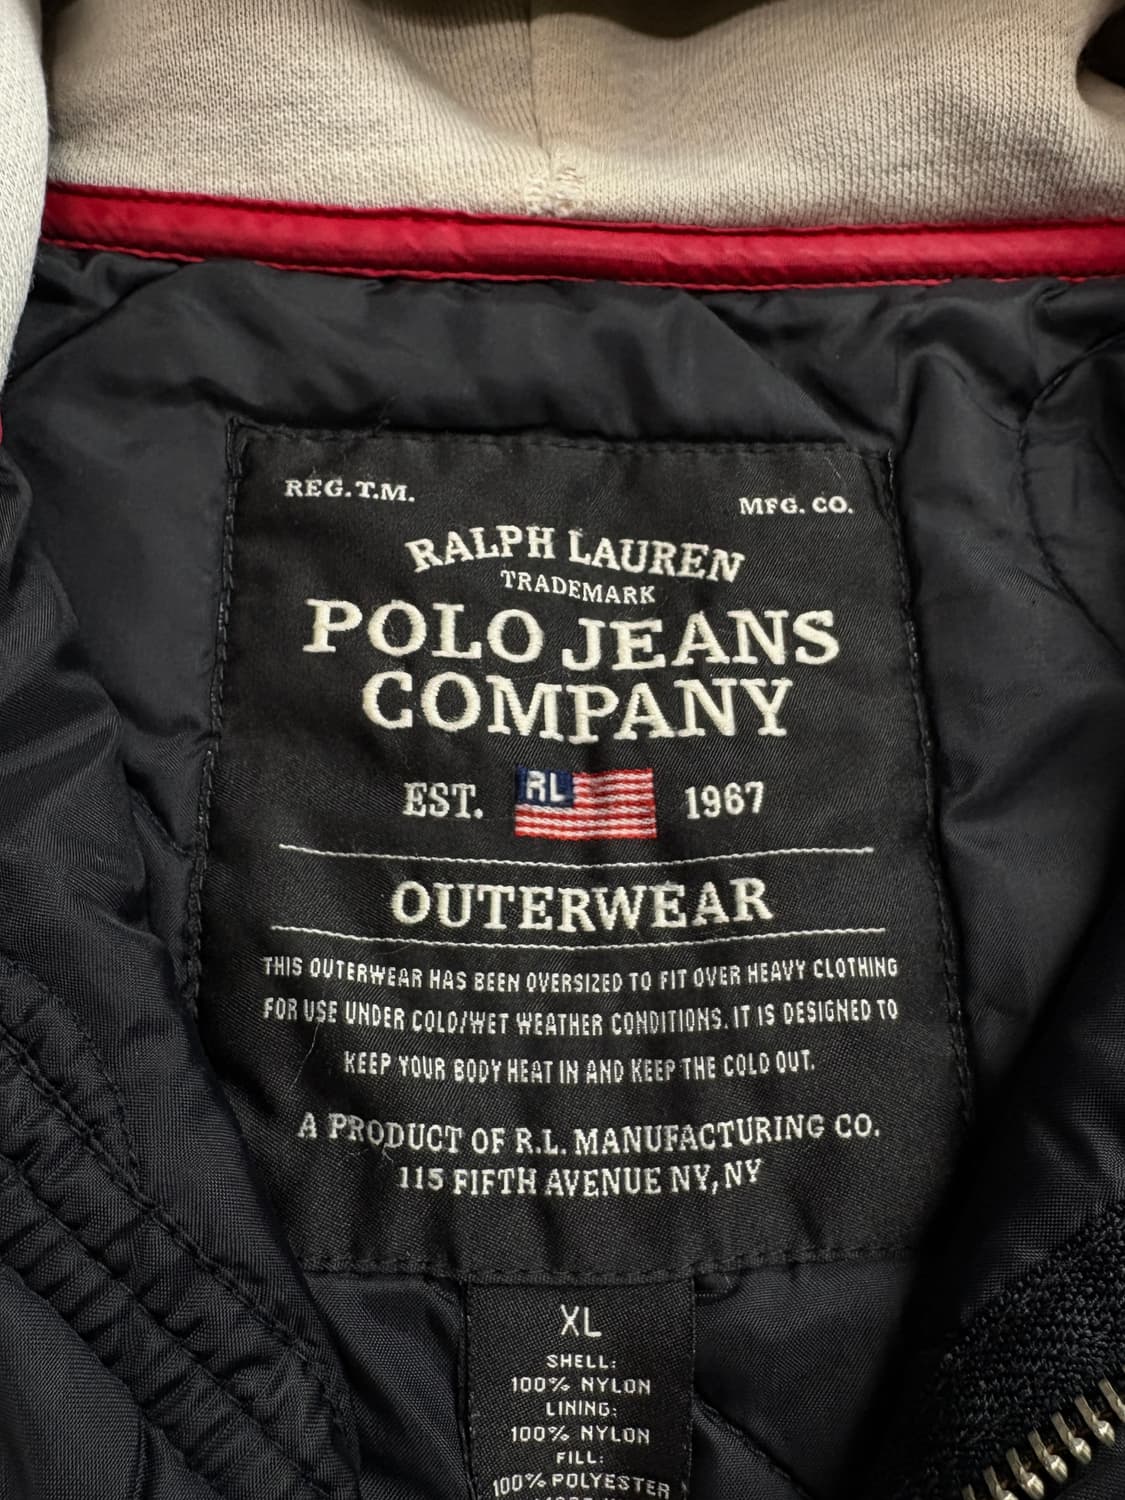 REG.T.M. MFG. CO.
RALPH LAUREN
TRADEMARK
POLO JEANS
COMPANY
EST. RL 1967
OUTERWEAR
THIS OUTERWEAR HAS BEEN OVERSIZED TO FIT OVER HEAVY CLOTHING
FOR USE UNDER COLD/WET WEATHER CONDITIONS. IT IS DESIGNED TO
KEEP YOUR BODY HEAT IN AND KEEP THE COLD OUT.
A PRODUCT OF R.L. MANUFACTURING CO.
115 FIFTH AVENUE NY, NY
XL
SHELL:
100% NYLON
LINING:
100% NYLON
FILL:
100% POLYESTER